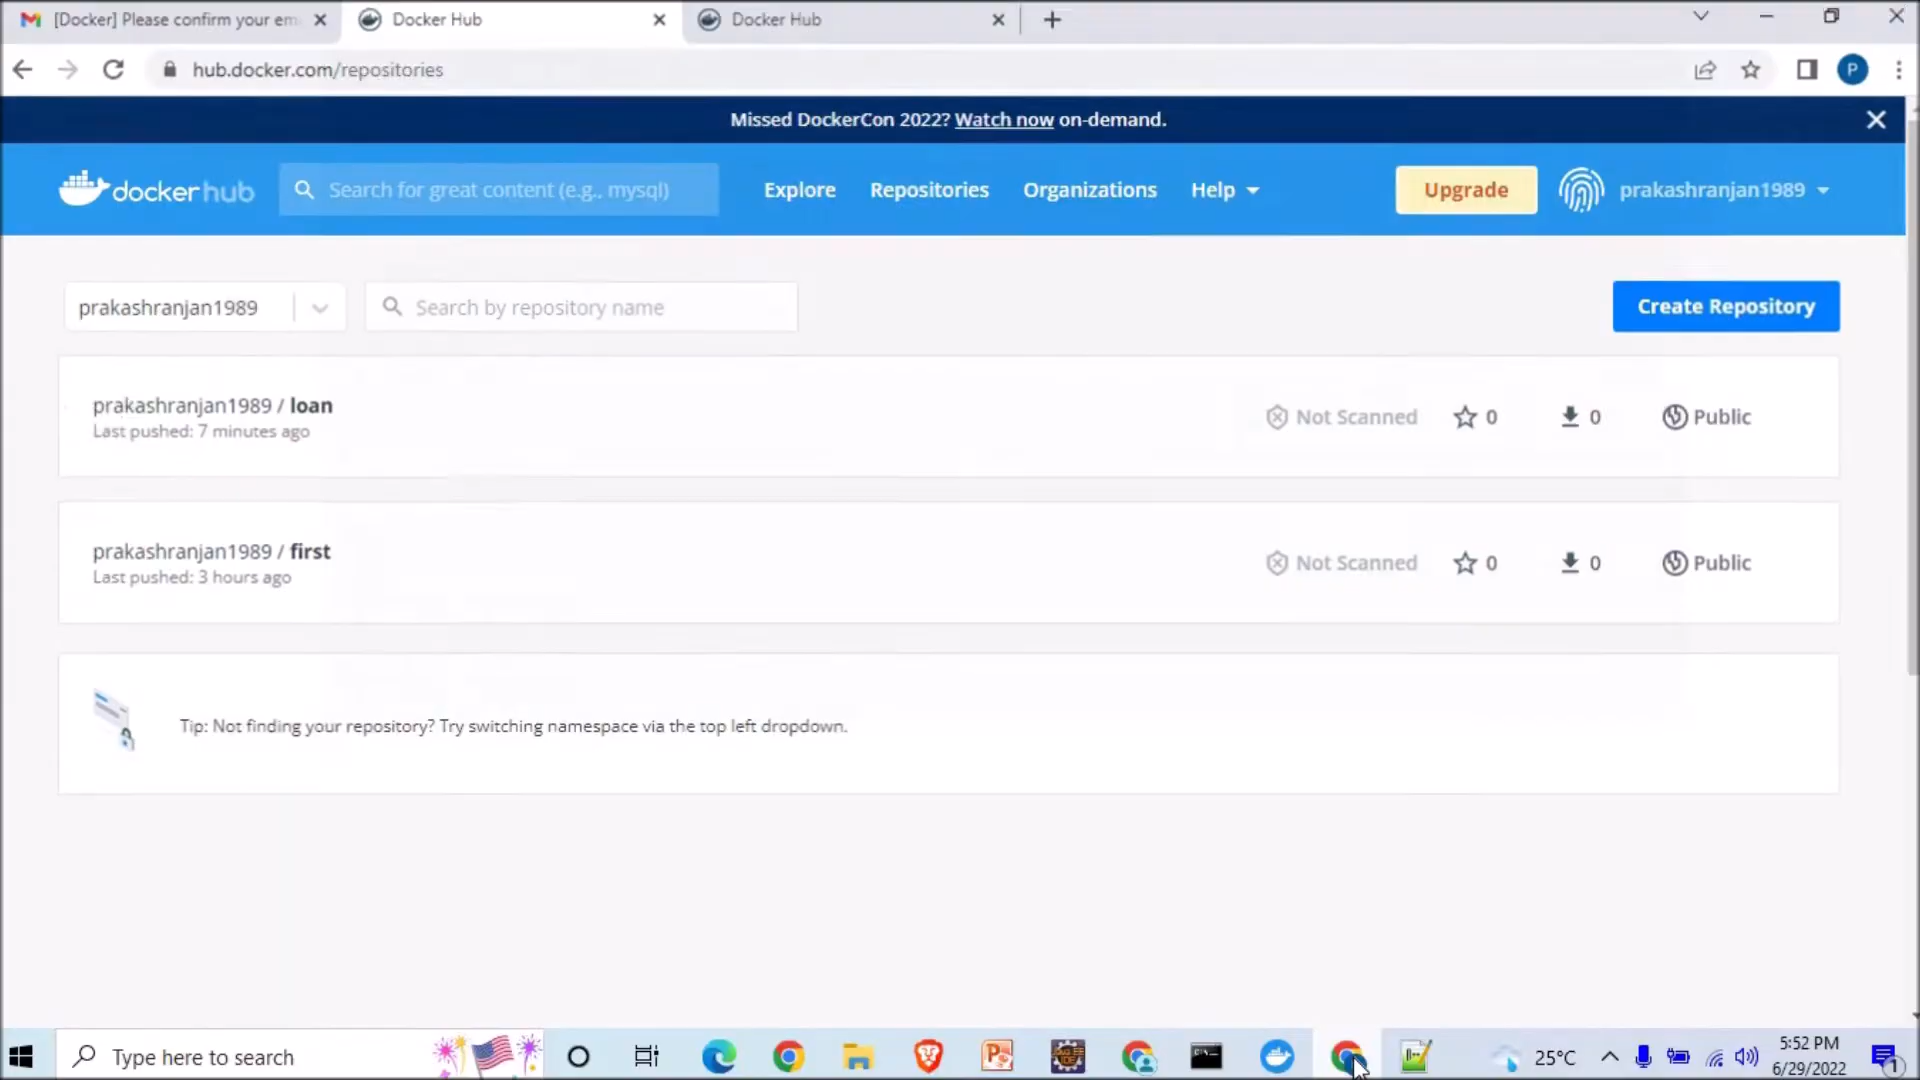 [Docker] Please confirm your em
Docker Hub
Docker Hub
hub.docker.com/repositories
P
Missed DockerCon 2022? Watch now on-demand.
docker hub
Search for great content (e.g., mysql)
Explore
Repositories
Organizations
Help
Upgrade
prakashranjan1989
prakashranjan1989
Search by repository name
Create Repository
prakashranjan1989 / loan
Last pushed: 7 minutes ago
Not Scanned
0
0
Public
prakashranjan1989 / first
Last pushed: 3 hours ago
Not Scanned
0
0
Public
Tip: Not finding your repository? Try switching namespace via the top left dropdown.
Type here to search
25°C
5:52 PM
6/29/2022
1